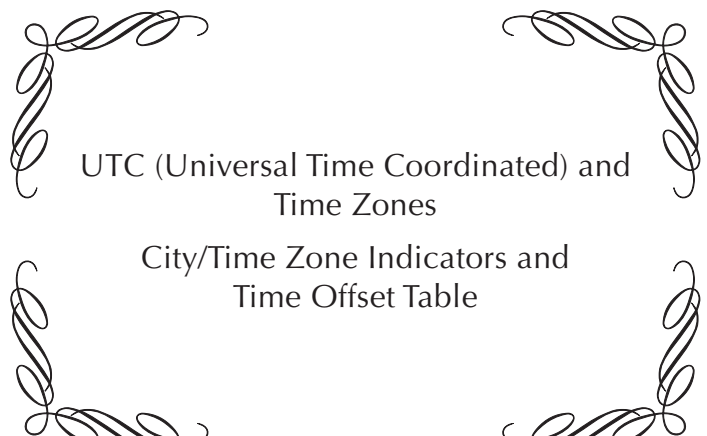 UTC (Universal Time Coordinated) and
Time Zones
City/Time Zone Indicators and
Time Offset Table